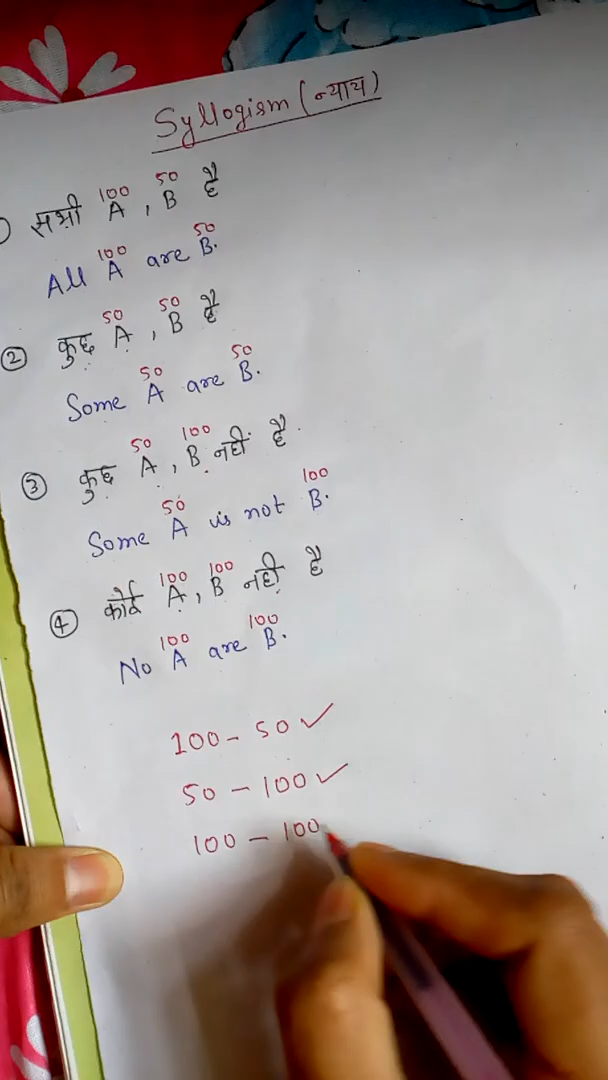 Syllogism (न्याय)
100 50
सभी A , B है
100 50
All A are B.
50 50
② कुछ A , B है
50 50
Some A are B.
50 100
③ कुछ A , B नहीं है.
50 100
Some A is not B.
100 100
④ कोई A , B नहीं है
100 100
No A are B.
100 - 50 ✓
50 - 100 ✓
100 - 100